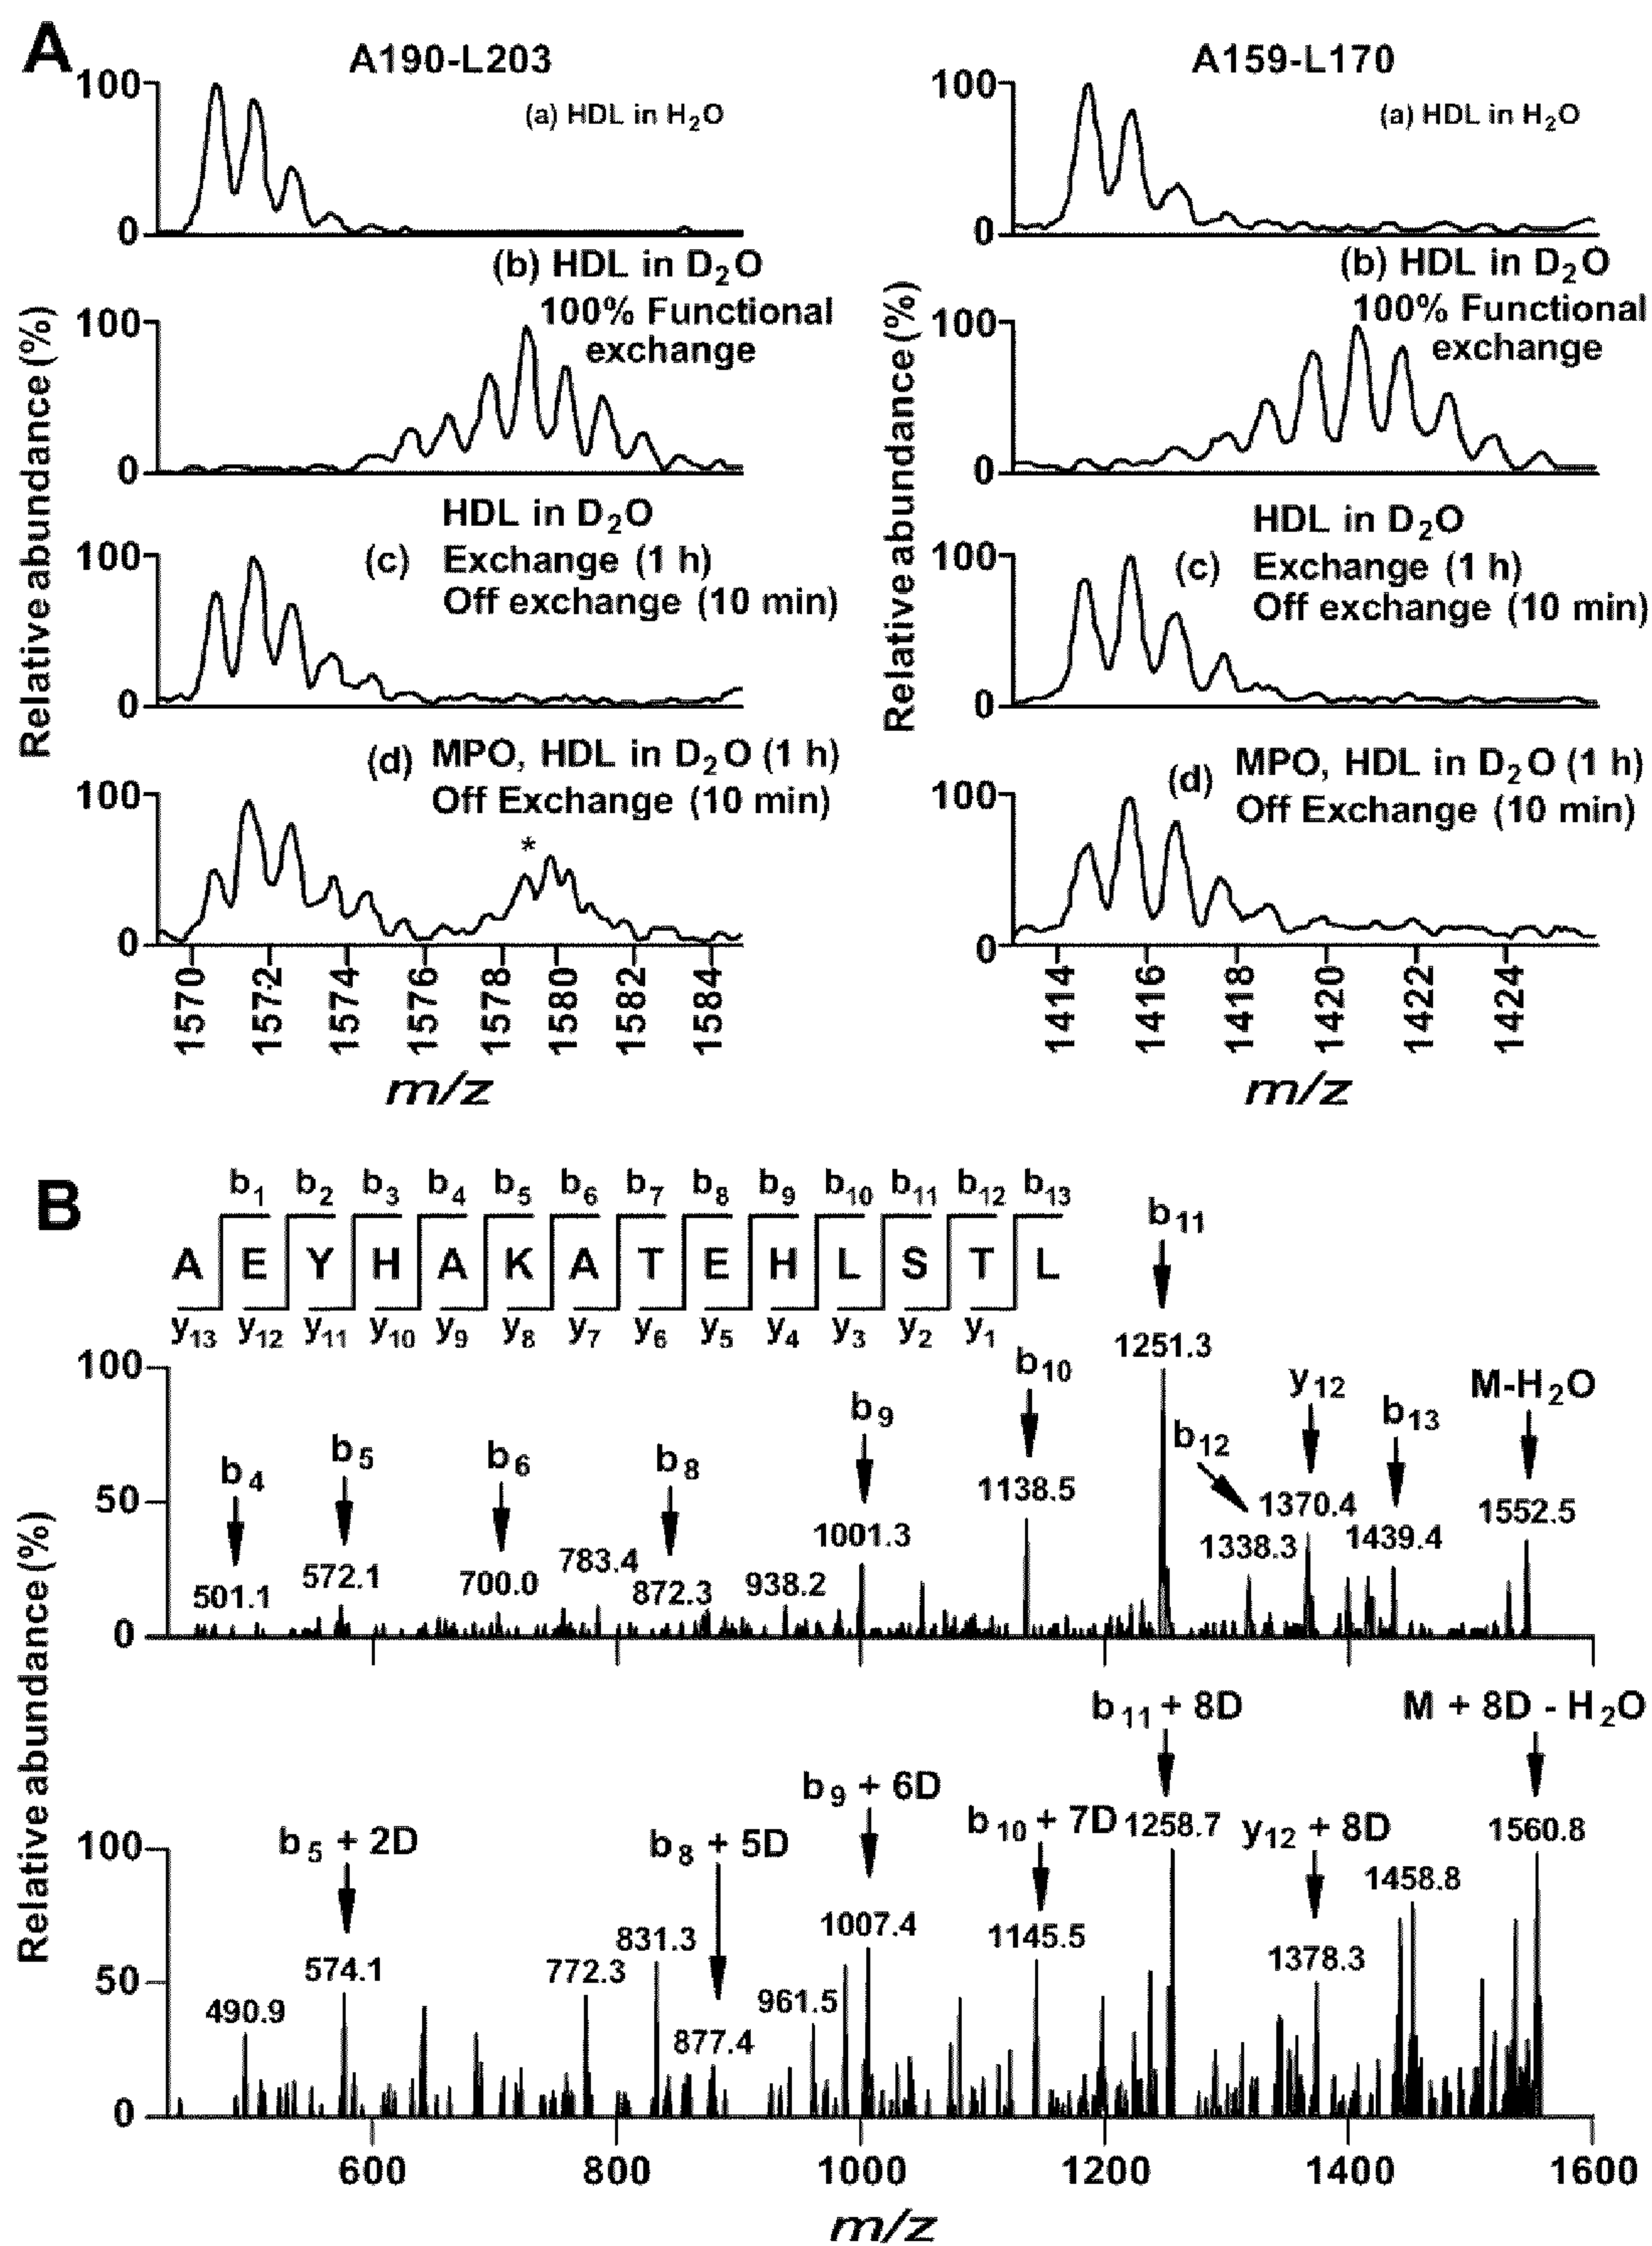 A
A190-L203
A159-L170
100
(a) HDL in H2O
0
100
(a) HDL in H2O
0
Relative abundance (%)
(b) HDL in D2O
100% Functional
exchange
100
0
Relative abundance (%)
(b) HDL in D2O
100% Functional
exchange
100
0
HDL in D2O
(c) Exchange (1 h)
Off exchange (10 min)
100
0
HDL in D2O
(c) Exchange (1 h)
Off exchange (10 min)
100
0
(d) MPO, HDL in D2O (1 h)
Off Exchange (10 min)
100
*
0
(d) MPO, HDL in D2O (1 h)
Off Exchange (10 min)
100
0
1570 1572 1574 1576 1578 1580 1582 1584
m/z
1414 1416 1418 1420 1422 1424
m/z
B
b1 b2 b3 b4 b5 b6 b7 b8 b9 b10 b11 b12 b13
A E Y H A K A T E H L S T L
y13 y12 y11 y10 y9 y8 y7 y6 y5 y4 y3 y2 y1
Relative abundance (%)
100
50
0
b4
501.1
b5
572.1
b6
700.0
783.4
b8
872.3
938.2
b9
1001.3
b10
1138.5
b11
1251.3
b12
1338.3
y12
1370.4
b13
1439.4
M-H2O
1552.5
Relative abundance (%)
100
50
0
490.9
b5 + 2D
574.1
772.3
831.3
b8 + 5D
877.4
961.5
b9 + 6D
1007.4
b10 + 7D
1145.5
b11 + 8D
1258.7
y12 + 8D
1378.3
1458.8
M + 8D - H2O
1560.8
600 800 1000 1200 1400 1600
m/z